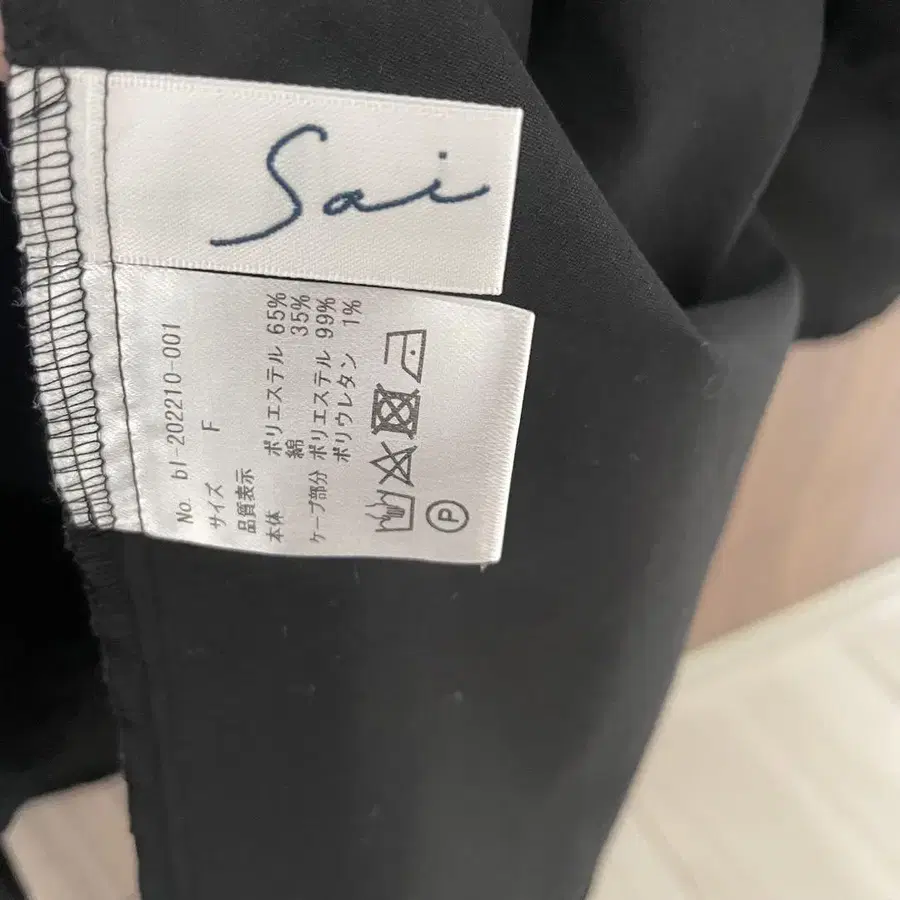 Sai
No. bl-202210-001
サイズ F
品質表示
本体 ポリエステル 65%
綿 35%
ケープ部分 ポリエステル 99%
ポリウレタン 1%
P